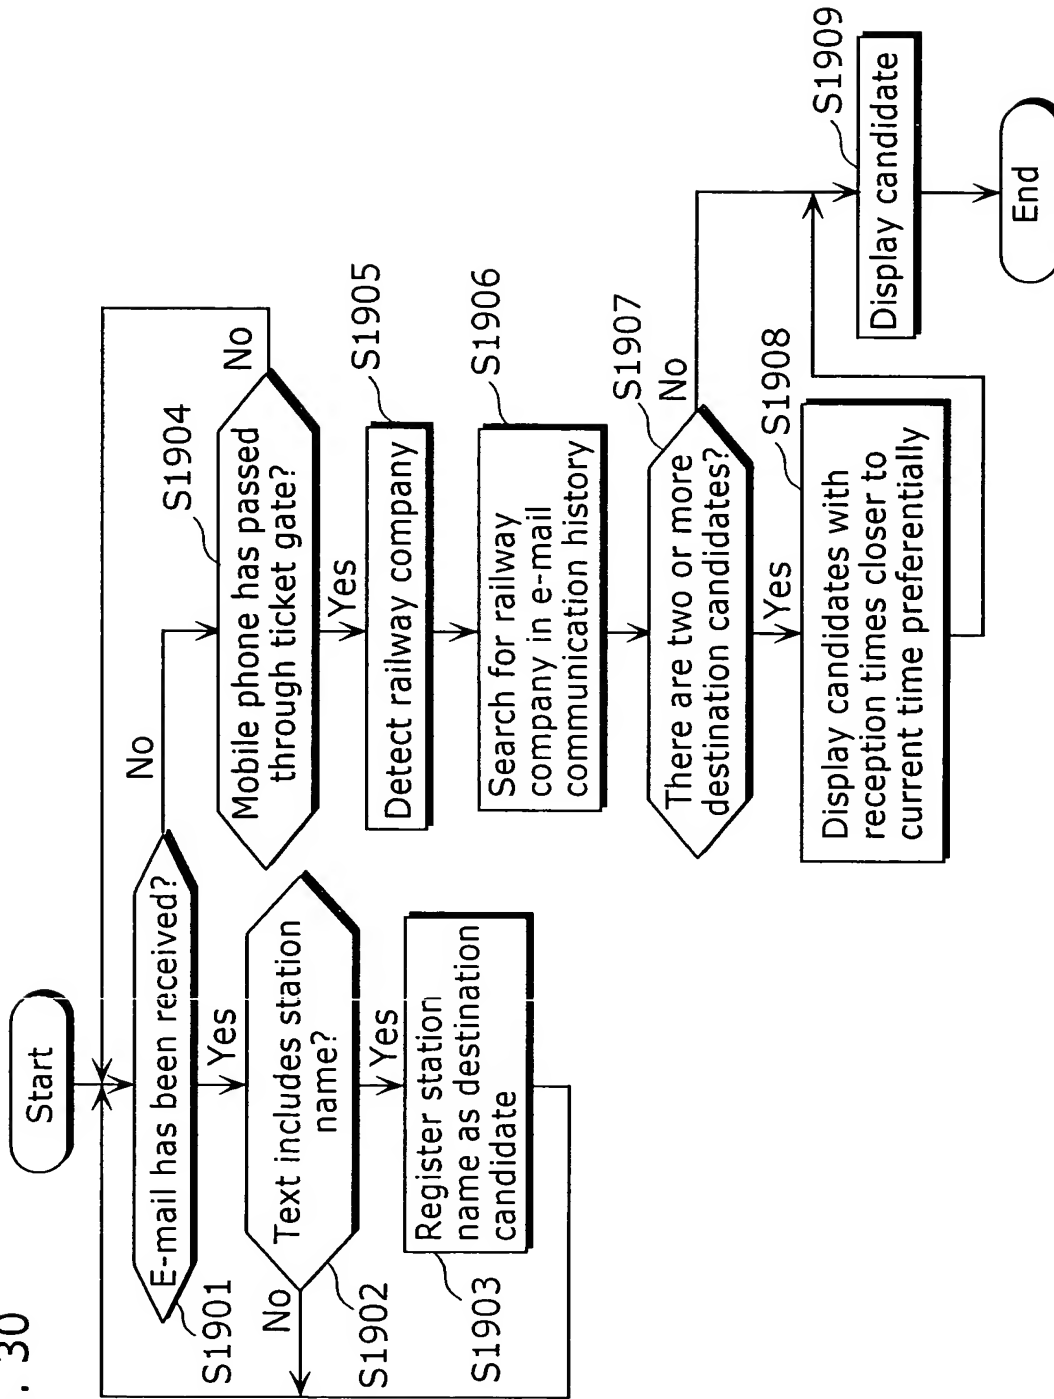 . 30
Start
E-mail has been received?
S1901
Yes
No
Text includes station
name?
S1902
No
Yes
Register station
name as destination
candidate
S1903
Mobile phone has passed
through ticket gate?
S1904
No
Yes
Detect railway company
S1905
Search for railway
company in e-mail
communication history
S1906
There are two or more
destination candidates?
S1907
No
Yes
Display candidates with
reception times closer to
current time preferentially
S1908
Display candidate
S1909
End